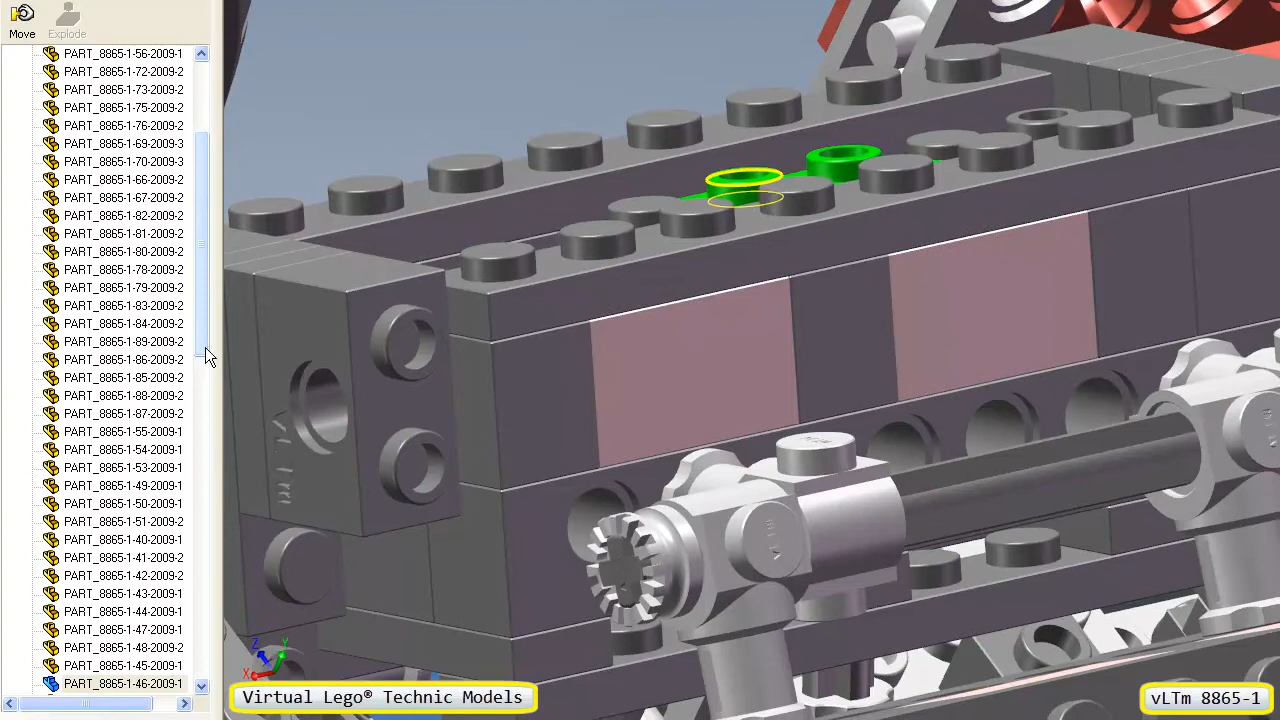 Move
Explode
PART_8865-1-56-2009-1
PART_8865-1-72-2009-2
PART_8865-1-73-2009-2
PART_8865-1-75-2009-2
PART_8865-1-76-2009-2
PART_8865-1-69-2009-3
PART_8865-1-70-2009-3
PART_8865-1-65-2009-2
PART_8865-1-67-2009-2
PART_8865-1-82-2009-2
PART_8865-1-81-2009-2
PART_8865-1-80-2009-2
PART_8865-1-78-2009-2
PART_8865-1-79-2009-2
PART_8865-1-83-2009-2
PART_8865-1-84-2009-2
PART_8865-1-89-2009-2
PART_8865-1-86-2009-2
PART_8865-1-85-2009-2
PART_8865-1-88-2009-2
PART_8865-1-87-2009-2
PART_8865-1-55-2009-1
PART_8865-1-54-2009-1
PART_8865-1-53-2009-1
PART_8865-1-49-2009-1
PART_8865-1-50-2009-1
PART_8865-1-51-2009-2
PART_8865-1-40-2009-1
PART_8865-1-41-2009-2
PART_8865-1-42-2009-2
PART_8865-1-43-2009-1
PART_8865-1-44-2009-1
PART_8865-1-47-2009-1
PART_8865-1-48-2009-2
PART_8865-1-45-2009-1
PART_8865-1-46-2009-1
Z Y
X
Virtual Lego® Technic Models
vLTm 8865-1